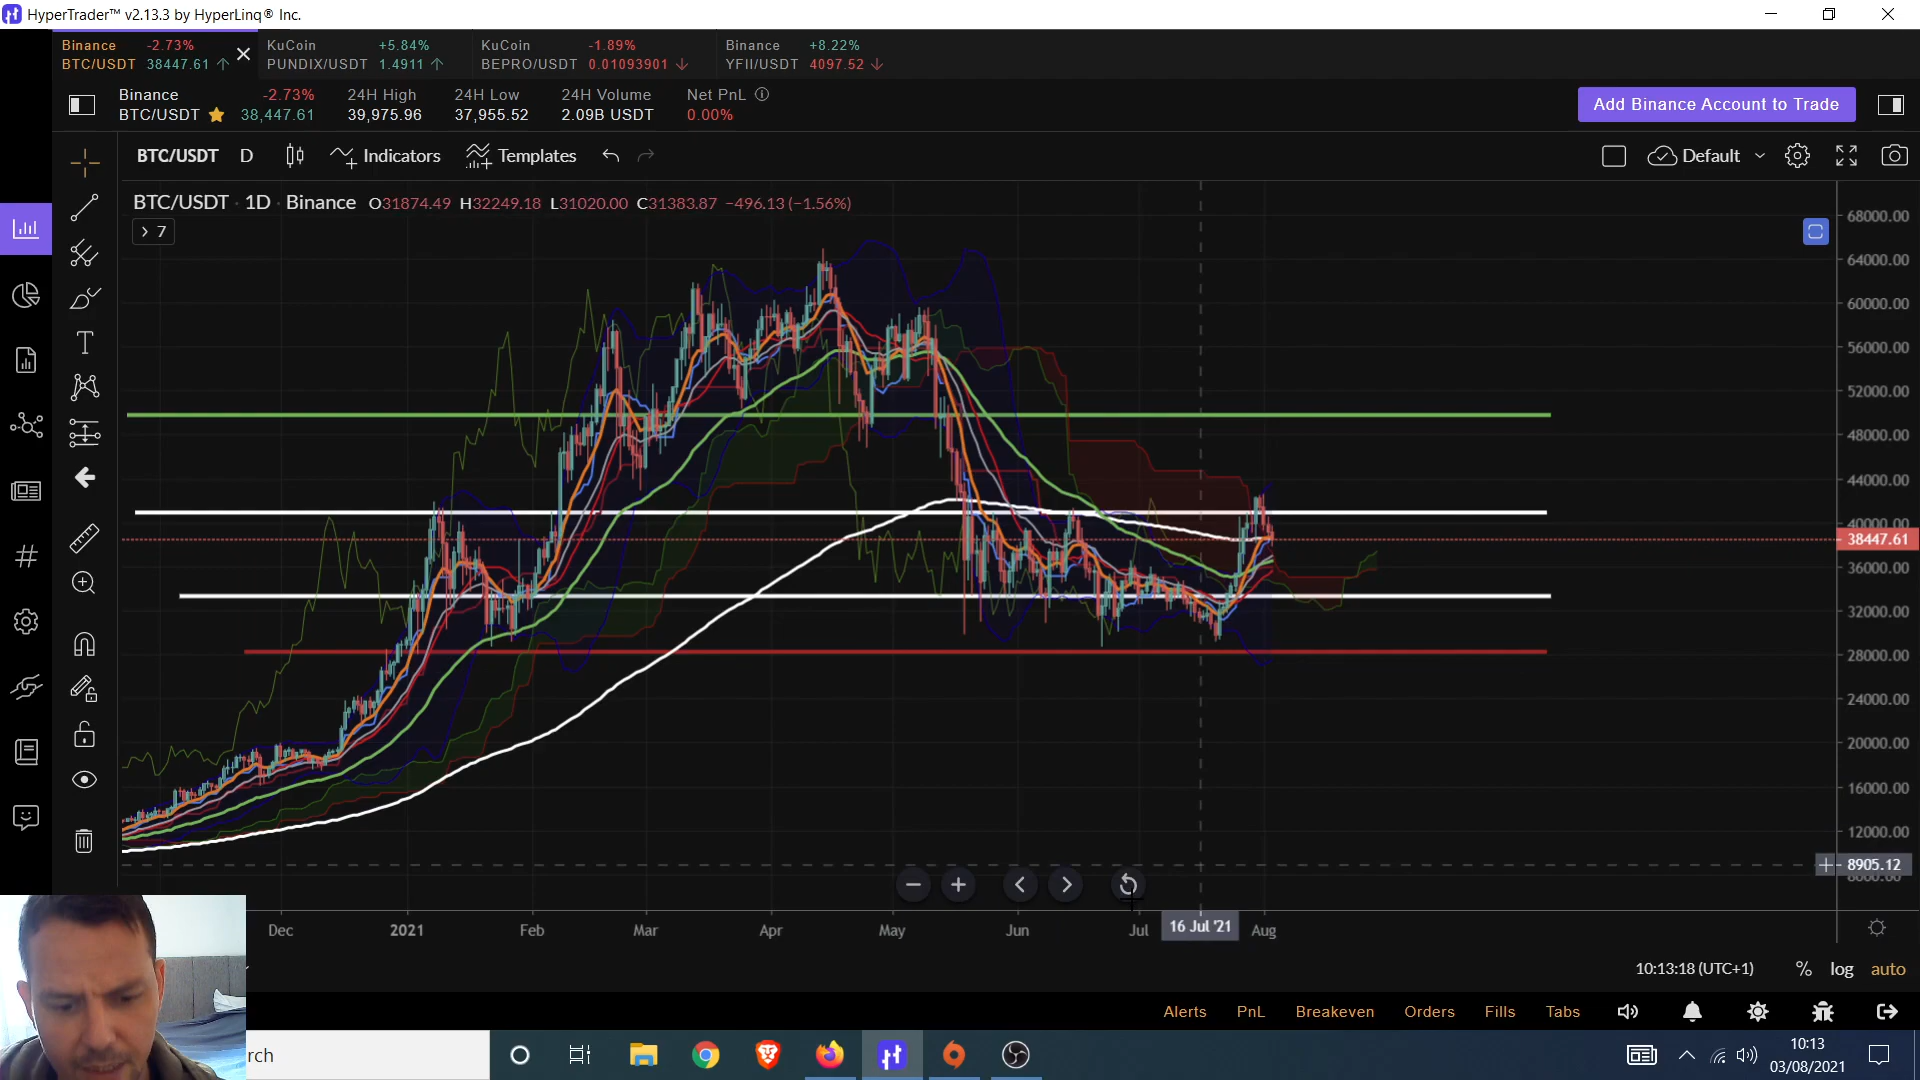 HyperTrader™ v2.13.3 by HyperLinq® Inc.
Binance -2.73%
BTC/USDT 38447.61
KuCoin +5.84%
PUNDIX/USDT 1.4911
KuCoin -1.89%
BEPRO/USDT 0.01093901
Binance +8.22%
YFII/USDT 4097.52
Binance -2.73%
BTC/USDT 38,447.61
24H High
39,975.96
24H Low
37,955.52
24H Volume
2.09B USDT
Net PnL
0.00%
Add Binance Account to Trade
BTC/USDT D Indicators Templates Default
BTC/USDT · 1D · Binance O31874.49 H32249.18 L31020.00 C31383.87 −496.13 (−1.56%)
7
68000.00
64000.00
60000.00
56000.00
52000.00
48000.00
44000.00
40000.00
38447.61
36000.00
32000.00
28000.00
24000.00
20000.00
16000.00
12000.00
8905.12
8000.00
Dec 2021 Feb Mar Apr May Jun Jul 16 Jul '21 Aug
10:13:18 (UTC+1) % log auto
Alerts PnL Breakeven Orders Fills Tabs
rch
10:13
03/08/2021